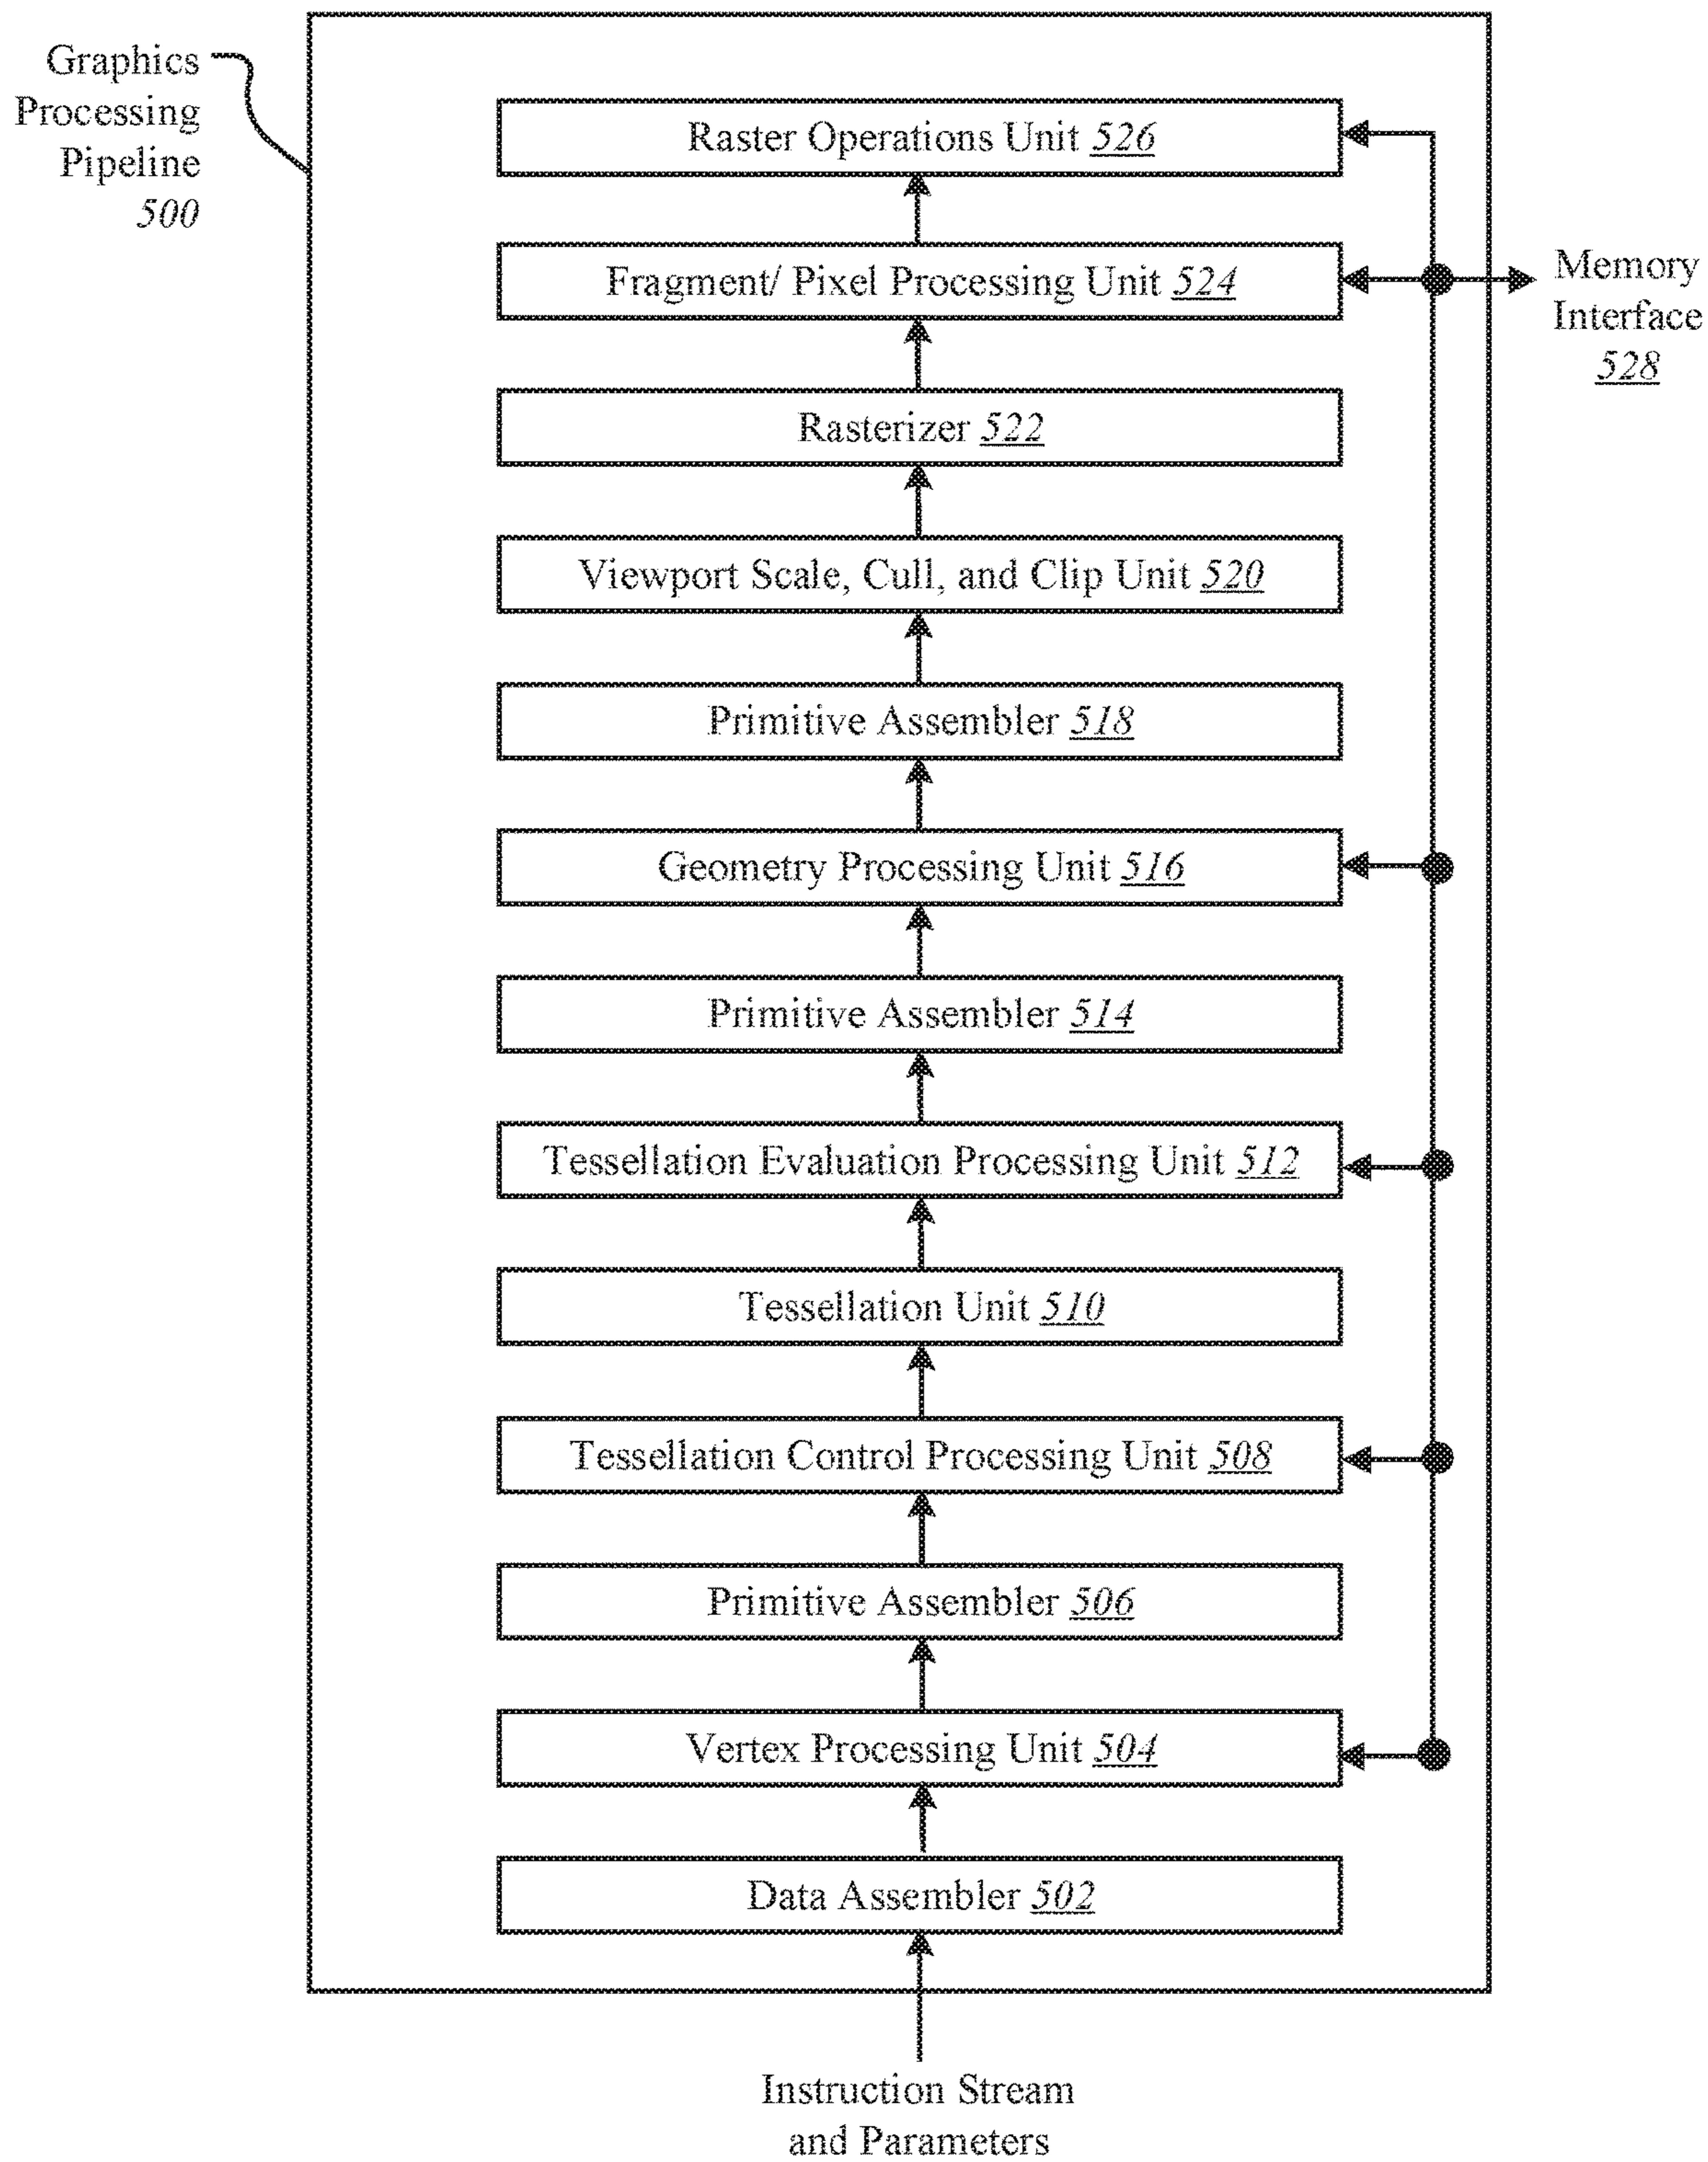 Graphics
Processing
Pipeline
500
Raster Operations Unit 526
Fragment/ Pixel Processing Unit 524
Memory
Interface
528
Rasterizer 522
Viewport Scale, Cull, and Clip Unit 520
Primitive Assembler 518
Geometry Processing Unit 516
Primitive Assembler 514
Tessellation Evaluation Processing Unit 512
Tessellation Unit 510
Tessellation Control Processing Unit 508
Primitive Assembler 506
Vertex Processing Unit 504
Data Assembler 502
Instruction Stream
and Parameters